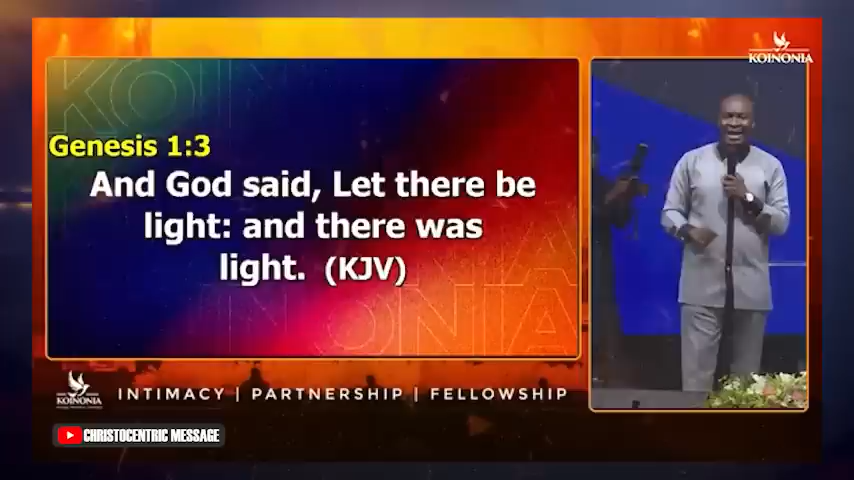 KOINONIA
Genesis 1:3
And God said, Let there be
light: and there was
light. (KJV)
KOINONIA
INTIMACY | PARTNERSHIP | FELLOWSHIP
CHRISTOCENTRIC MESSAGE